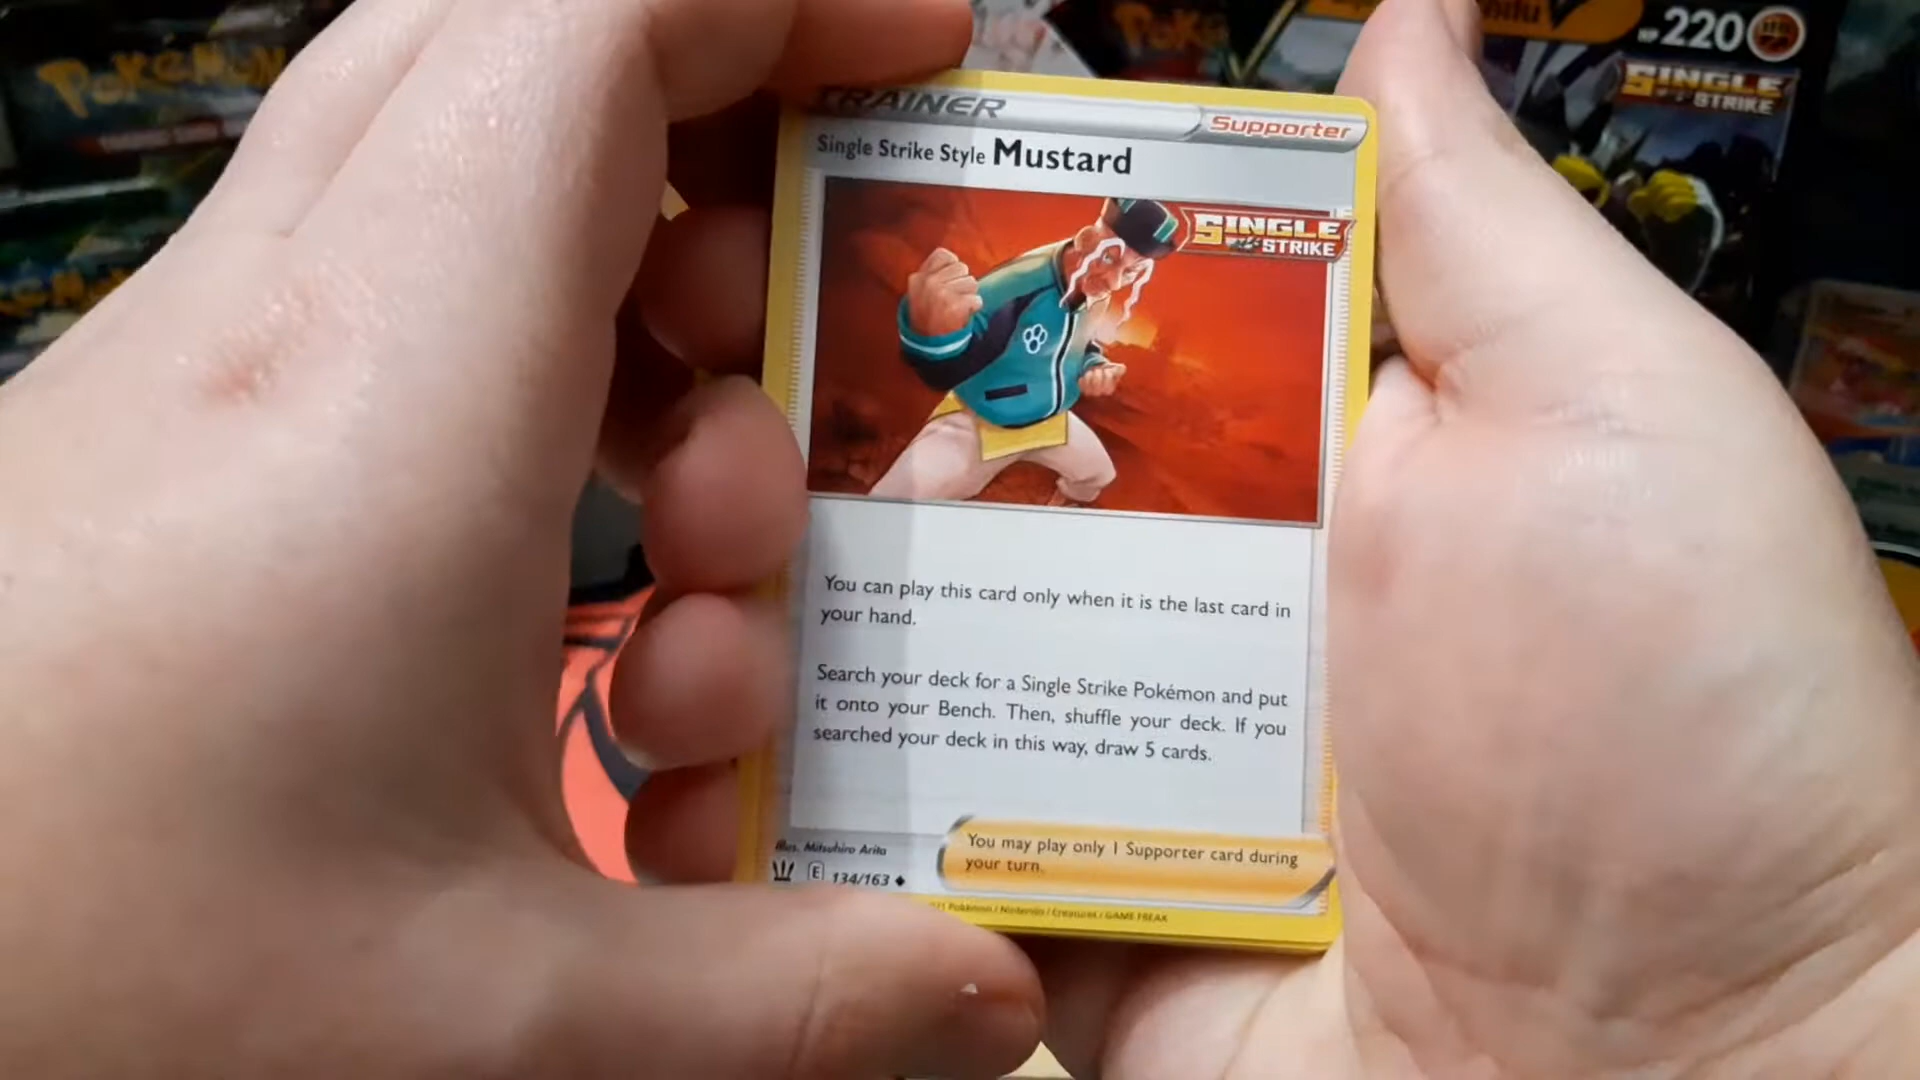 POKÉMON
HP 220
SINGLE
STRIKE
TRAINER
Supporter
Single Strike Style Mustard
SINGLE
STRIKE
You can play this card only when it is the last card in
your hand.
Search your deck for a Single Strike Pokémon and put
it onto your Bench. Then, shuffle your deck. If you
searched your deck in this way, draw 5 cards.
You may play only 1 Supporter card during
your turn.
Illus. Mitsuhiro Arita
E 134/163
Pokémon / Nintendo / Creatures / GAME FREAK